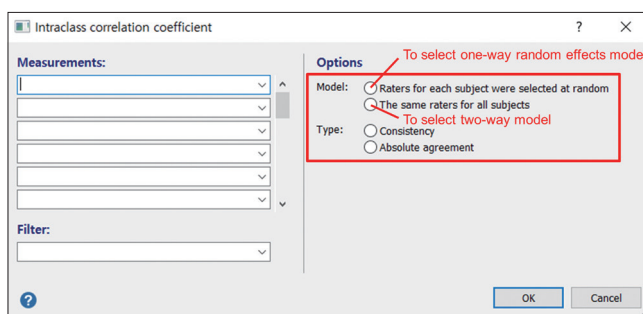 Intraclass correlation coefficient
?
Measurements:
Options
To select one-way random effects mode
Model:
Raters for each subject were selected at random
The same raters for all subjects
To select two-way model
Type:
Consistency
Absolute agreement
Filter:
?
OK
Cancel